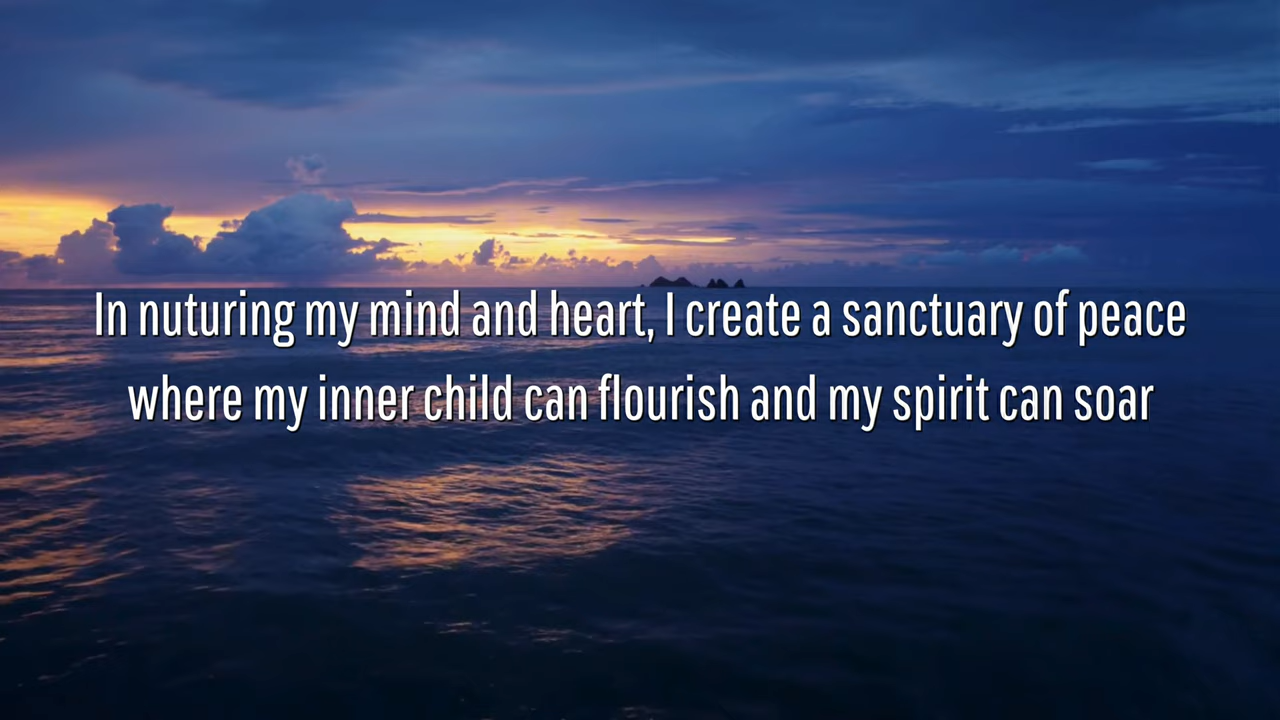 In nuturing my mind and heart, I create a sanctuary of peace
where my inner child can flourish and my spirit can soar